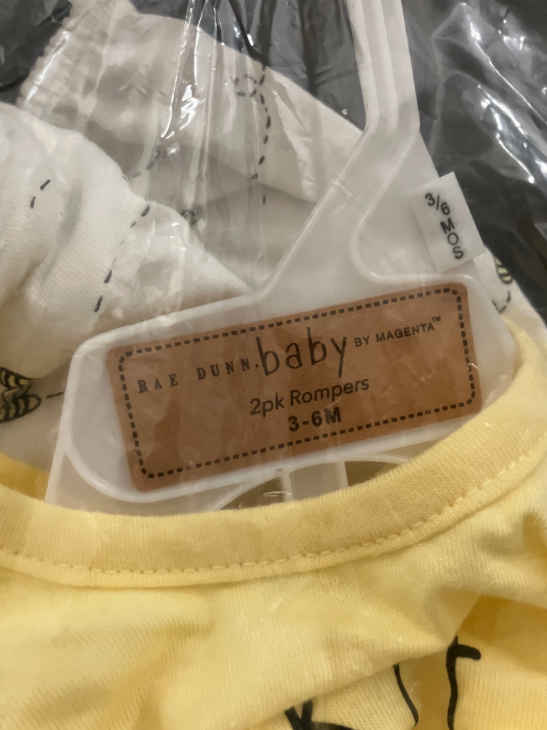 3/6 MOS
RAE DUNN. baby BY MAGENTA™
2pk Rompers
3-6M